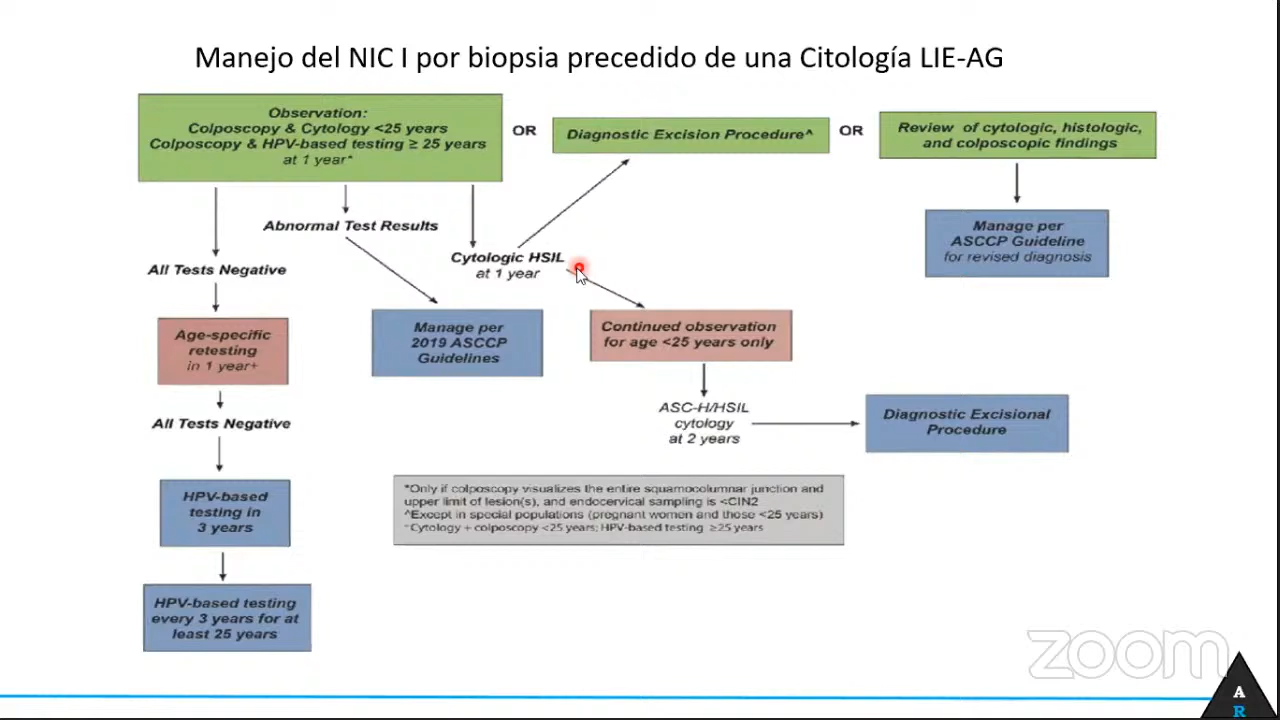 Manejo del NIC I por biopsia precedido de una Citología LIE-AG
Observation:
Colposcopy & Cytology <25 years
Colposcopy & HPV-based testing ≥ 25 years
at 1 year*
OR
Diagnostic Excision Procedure^
OR
Review of cytologic, histologic,
and colposcopic findings
Abnormal Test Results
Manage per
ASCCP Guideline
for revised diagnosis
Cytologic HSIL
at 1 year
All Tests Negative
Age-specific
retesting
in 1 year+
Manage per
2019 ASCCP
Guidelines
Continued observation
for age <25 years only
All Tests Negative
ASC-H/HSIL
cytology
at 2 years
Diagnostic Excisional
Procedure
HPV-based
testing in
3 years
*Only if colposcopy visualizes the entire squamocolumnar junction and
upper limit of lesion(s), and endocervical sampling is <CIN2
^Except in special populations (pregnant women and those <25 years)
+Cytology + colposcopy <25 years; HPV-based testing ≥25 years
HPV-based testing
every 3 years for at
least 25 years
zoom
A
R